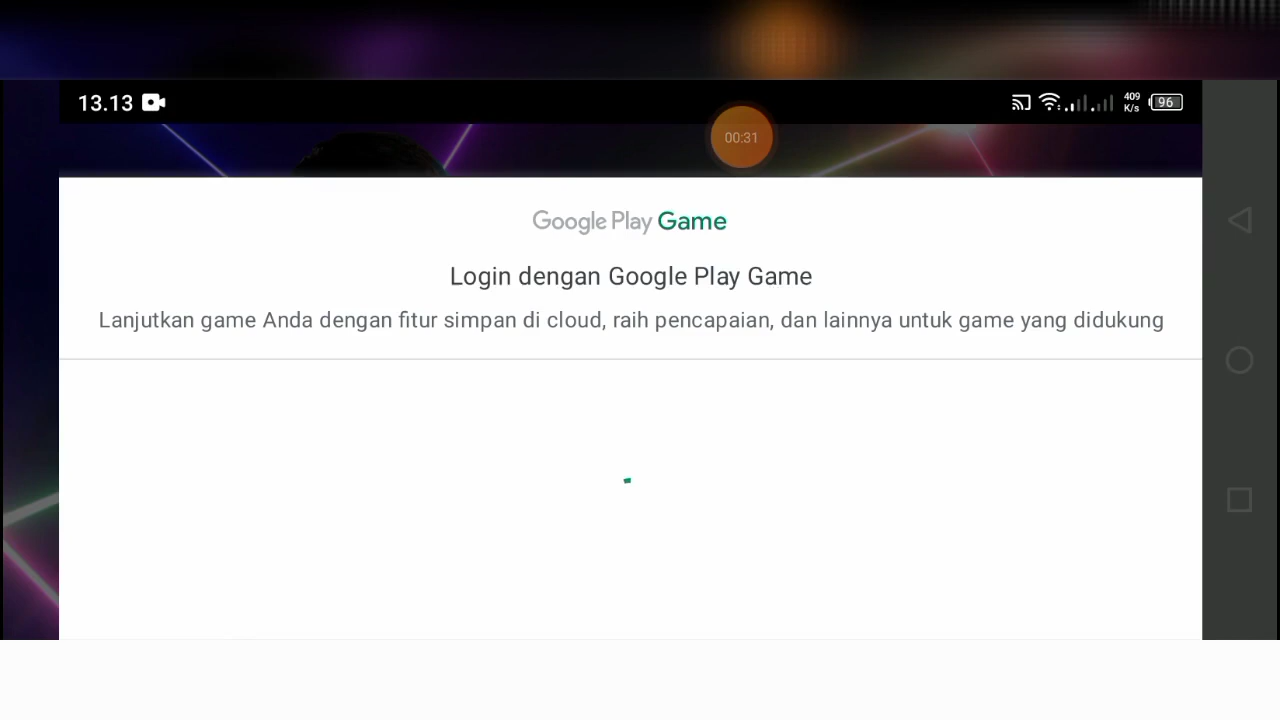 13.13
409
K/s
96
00:31
Google Play Game
Login dengan Google Play Game
Lanjutkan game Anda dengan fitur simpan di cloud, raih pencapaian, dan lainnya untuk game yang didukung